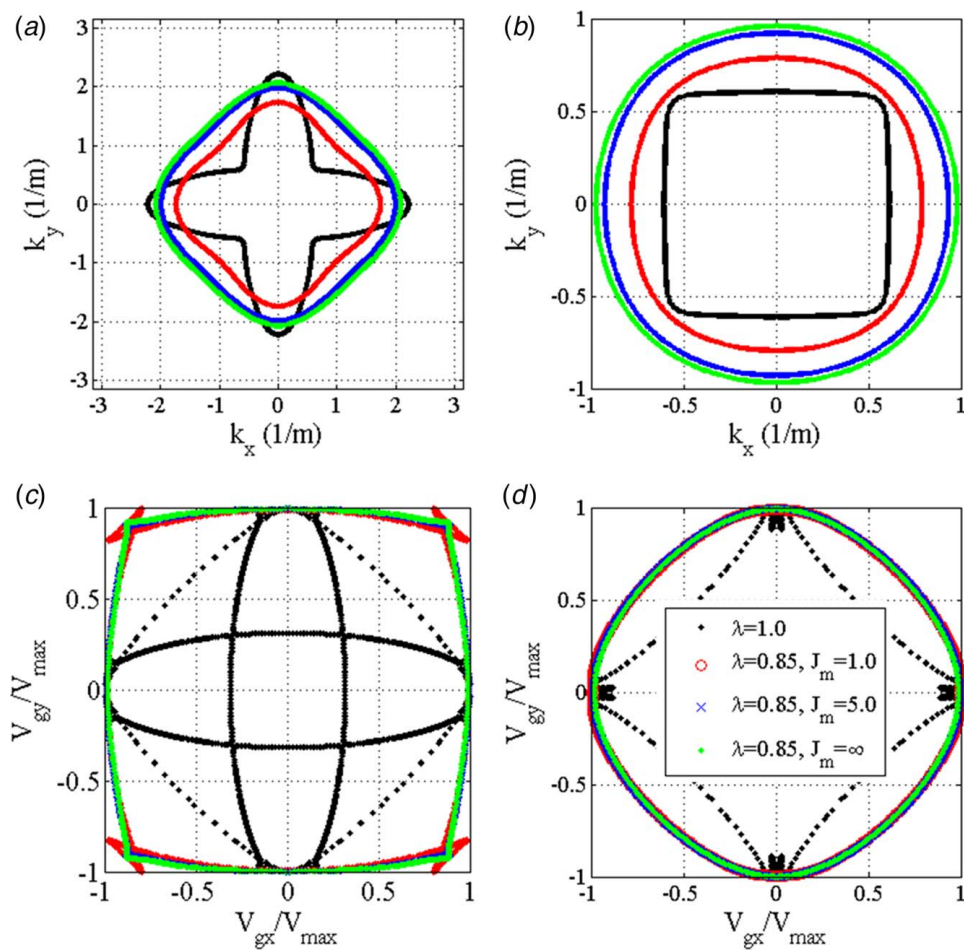 (a)
3
2
1
0
-1
-2
-3
-3 -2 -1 0 1 2 3
k_y (1/m)
k_x (1/m)
(b)
1
0.5
0
-0.5
-1
-1 -0.5 0 0.5 1
k_y (1/m)
k_x (1/m)
(c)
1
0.5
0
-0.5
-1
-1 -0.5 0 0.5 1
V_gy/V_max
V_gx/V_max
(d)
1
0.5
0
-0.5
-1
-1 -0.5 0 0.5 1
V_gy/V_max
V_gx/V_max
λ=1.0
λ=0.85, J_m=1.0
λ=0.85, J_m=5.0
λ=0.85, J_m=∞